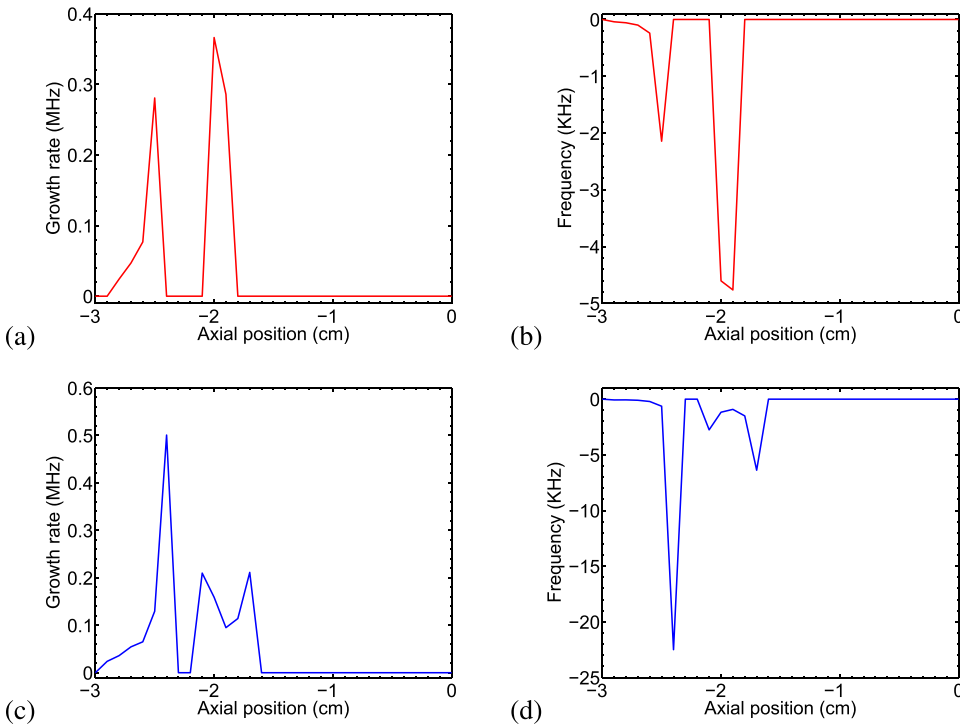 0.4
0.3
0.2
0.1
0
−3 −2 −1 0
Growth rate (MHz)
Axial position (cm)
(a)
0
−1
−2
−3
−4
−5
−3 −2 −1 0
Frequency (KHz)
Axial position (cm)
(b)
0.6
0.5
0.4
0.3
0.2
0.1
0
−3 −2 −1 0
Growth rate (MHz)
Axial position (cm)
(c)
0
−5
−10
−15
−20
−25
−3 −2 −1 0
Frequency (KHz)
Axial position (cm)
(d)